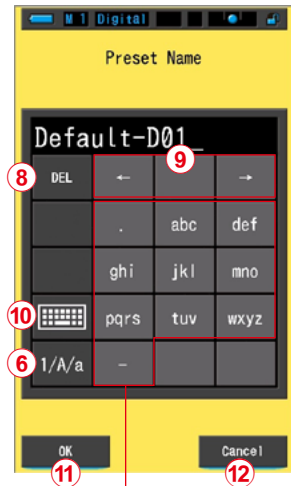 M 1 Digital
Preset Name
Default-D01_
8 DEL ← 9 →
. abc def
ghi jkl mno
10 pqrs tuv wxyz
6 1/A/a –
OK Cancel
11 12